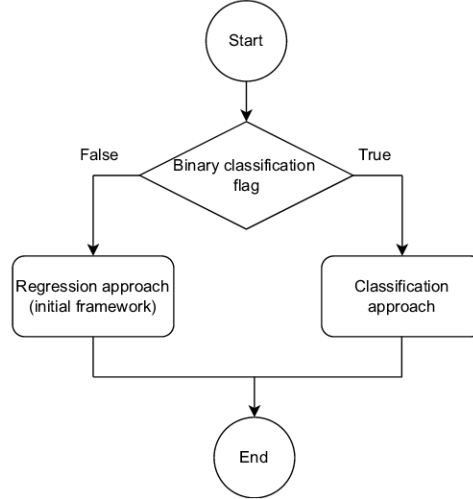 Start
False
True
Binary classification
flag
Regression approach
(initial framework)
Classification
approach
End